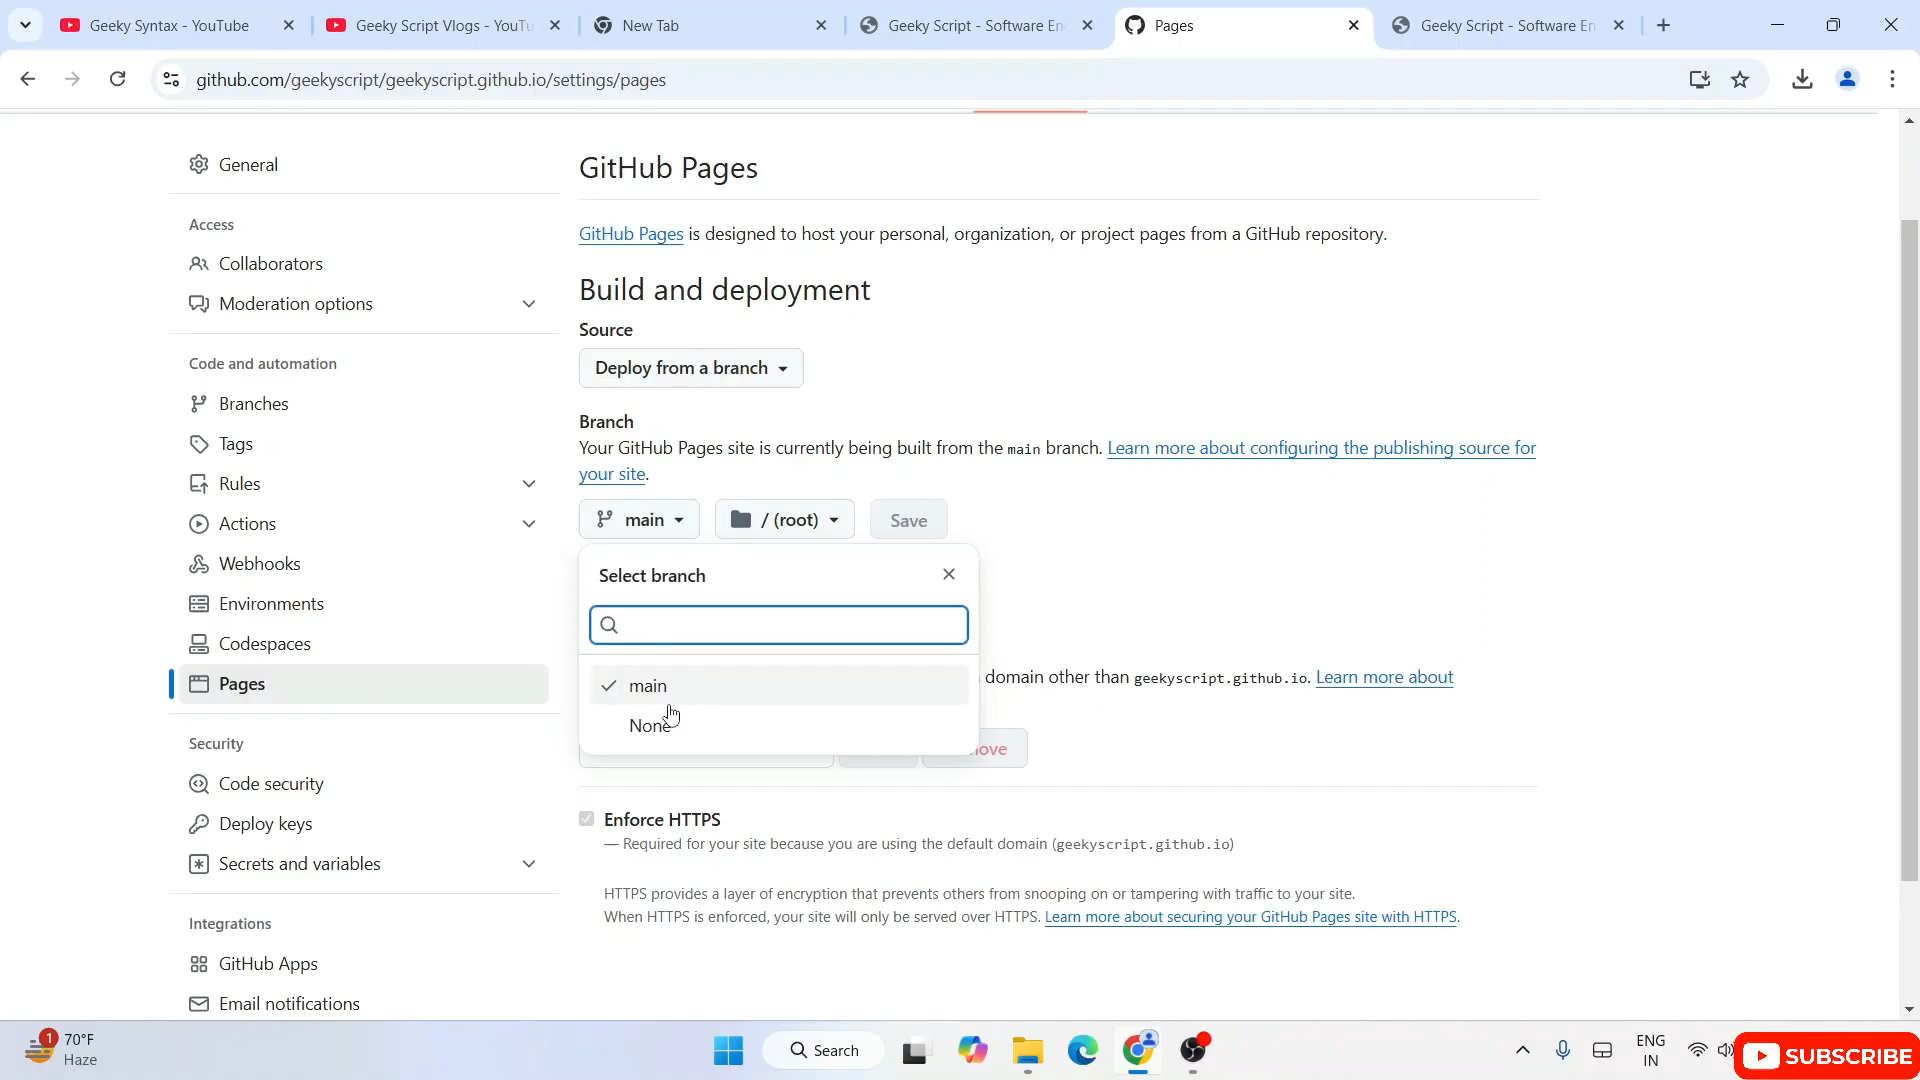 Geeky Syntax - YouTube
Geeky Script Vlogs - YouTu
New Tab
Geeky Script - Software En
Pages
Geeky Script - Software En
github.com/geekyscript/geekyscript.github.io/settings/pages
General
Access
Collaborators
Moderation options
Code and automation
Branches
Tags
Rules
Actions
Webhooks
Environments
Codespaces
Pages
Security
Code security
Deploy keys
Secrets and variables
Integrations
GitHub Apps
Email notifications
GitHub Pages
GitHub Pages is designed to host your personal, organization, or project pages from a GitHub repository.
Build and deployment
Source
Deploy from a branch
Branch
Your GitHub Pages site is currently being built from the main branch. Learn more about configuring the publishing source for
your site.
main
/ (root)
Save
Select branch
main
None
domain other than geekyscript.github.io. Learn more about
ove
Enforce HTTPS
— Required for your site because you are using the default domain (geekyscript.github.io)
HTTPS provides a layer of encryption that prevents others from snooping on or tampering with traffic to your site.
When HTTPS is enforced, your site will only be served over HTTPS. Learn more about securing your GitHub Pages site with HTTPS.
1
70°F
Haze
Search
ENG
IN
SUBSCRIBE